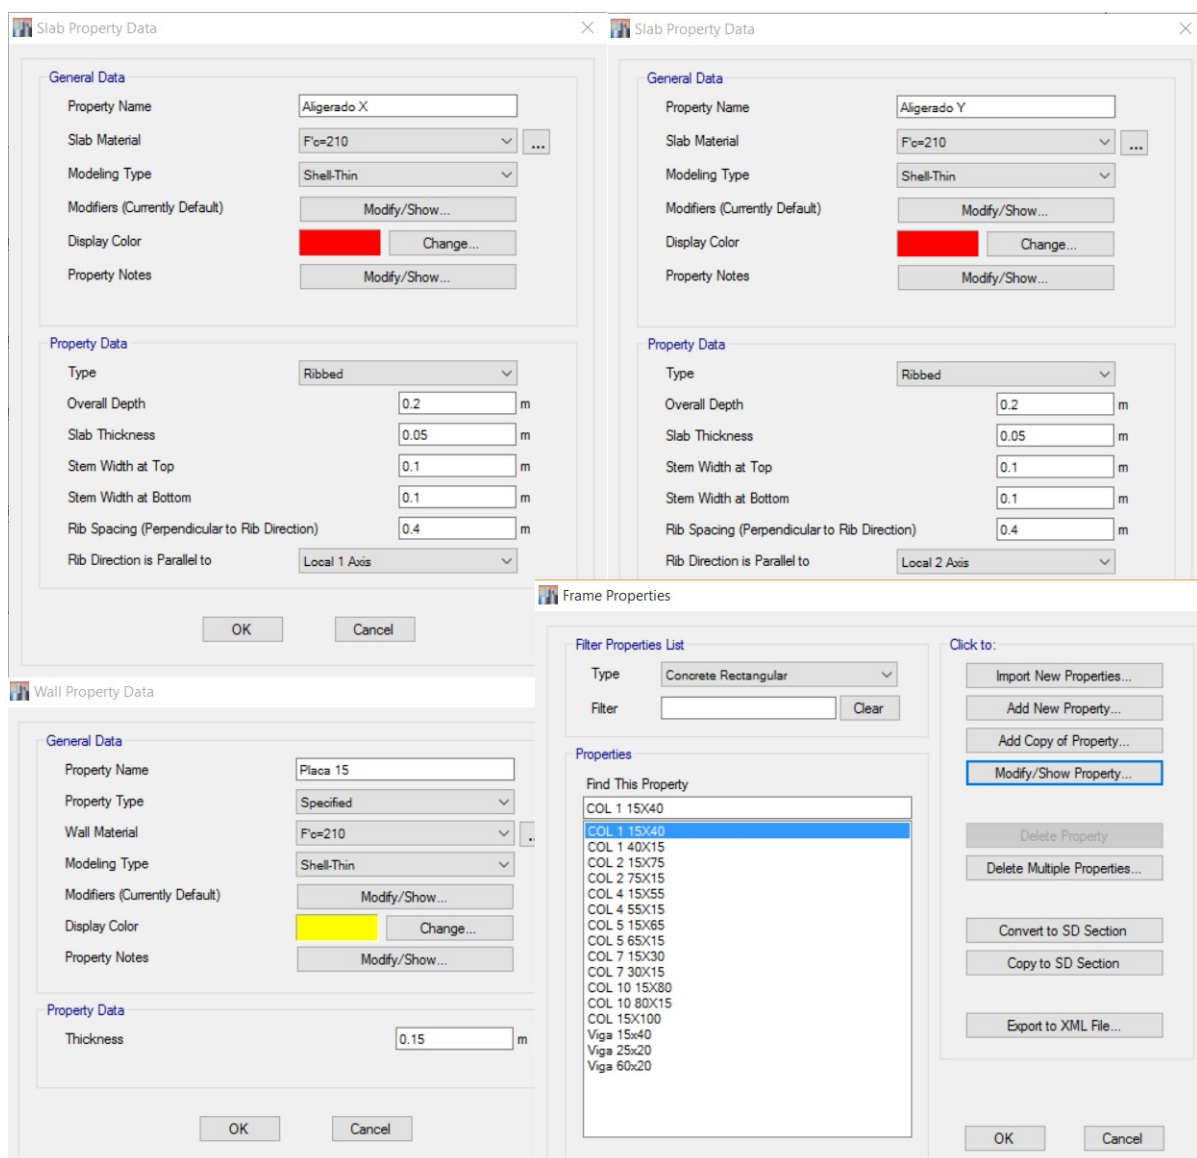 Slab Property Data
General Data
Property Name Aligerado X
Slab Material F'c=210 ...
Modeling Type Shell-Thin
Modifiers (Currently Default) Modify/Show...
Display Color Change...
Property Notes Modify/Show...
Property Data
Type Ribbed
Overall Depth 0.2 m
Slab Thickness 0.05 m
Stem Width at Top 0.1 m
Stem Width at Bottom 0.1 m
Rib Spacing (Perpendicular to Rib Direction) 0.4 m
Rib Direction is Parallel to Local 1 Axis
OK Cancel
Slab Property Data
General Data
Property Name Aligerado Y
Slab Material F'c=210 ...
Modeling Type Shell-Thin
Modifiers (Currently Default) Modify/Show...
Display Color Change...
Property Notes Modify/Show...
Property Data
Type Ribbed
Overall Depth 0.2 m
Slab Thickness 0.05 m
Stem Width at Top 0.1 m
Stem Width at Bottom 0.1 m
Rib Spacing (Perpendicular to Rib Direction) 0.4 m
Rib Direction is Parallel to Local 2 Axis
Wall Property Data
General Data
Property Name Placa 15
Property Type Specified
Wall Material F'c=210 ..
Modeling Type Shell-Thin
Modifiers (Currently Default) Modify/Show...
Display Color Change...
Property Notes Modify/Show...
Property Data
Thickness 0.15 m
OK Cancel
Frame Properties
Filter Properties List
Type Concrete Rectangular
Filter Clear
Properties
Find This Property
COL 1 15X40
COL 1 15X40
COL 1 40X15
COL 2 15X75
COL 2 75X15
COL 4 15X55
COL 4 55X15
COL 5 15X65
COL 5 65X15
COL 7 15X30
COL 7 30X15
COL 10 15X80
COL 10 80X15
COL 15X100
Viga 15x40
Viga 25x20
Viga 60x20
Click to:
Import New Properties...
Add New Property...
Add Copy of Property...
Modify/Show Property...
Delete Property
Delete Multiple Properties...
Convert to SD Section
Copy to SD Section
Export to XML File...
OK Cancel